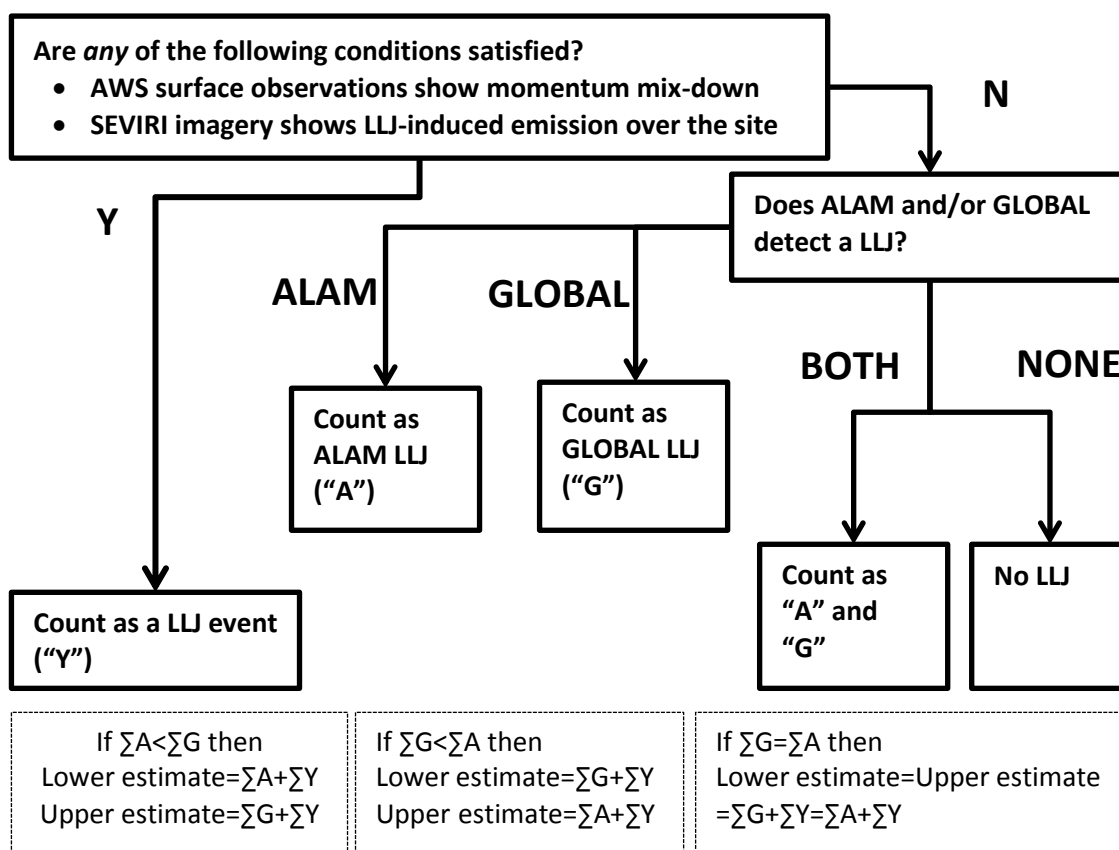 Are any of the following conditions satisfied?
• AWS surface observations show momentum mix-down
• SEVIRI imagery shows LLJ-induced emission over the site
N
Y
Does ALAM and/or GLOBAL
detect a LLJ?
ALAM
GLOBAL
BOTH
NONE
Count as
ALAM LLJ
(“A”)
Count as
GLOBAL LLJ
(“G”)
Count as
“A” and
“G”
No LLJ
Count as a LLJ event
(“Y”)
If ∑A<∑G then
Lower estimate=∑A+∑Y
Upper estimate=∑G+∑Y
If ∑G<∑A then
Lower estimate=∑G+∑Y
Upper estimate=∑A+∑Y
If ∑G=∑A then
Lower estimate=Upper estimate
=∑G+∑Y=∑A+∑Y